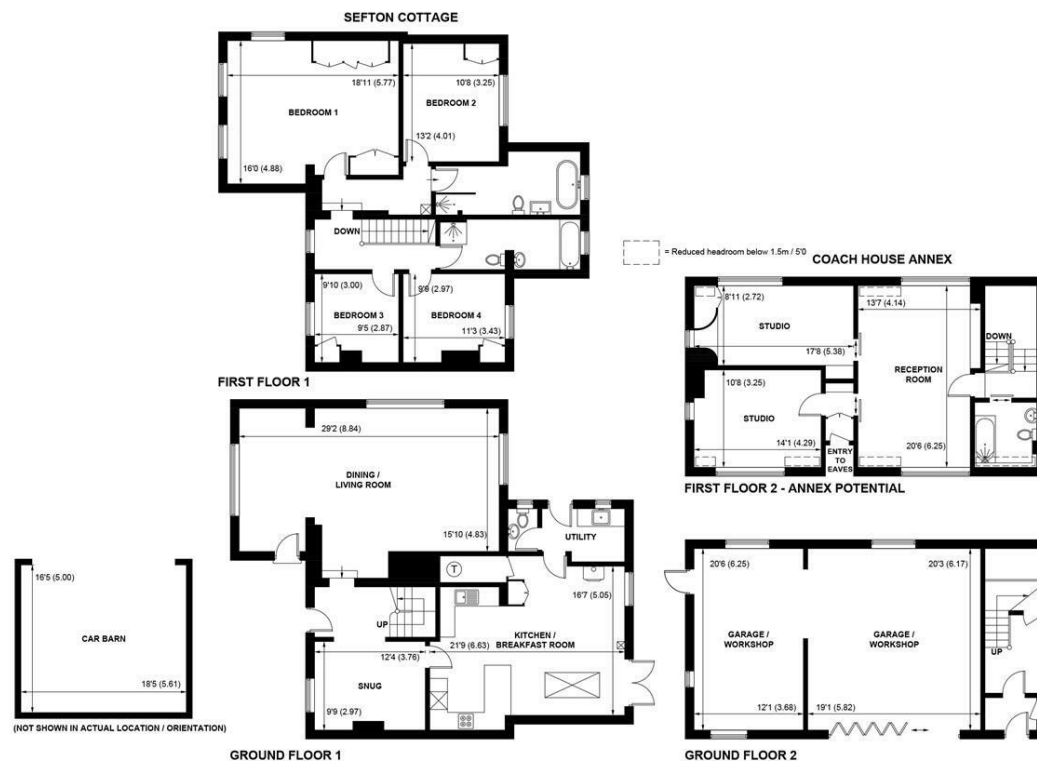 SEFTON COTTAGE
18'11 (5.77)
BEDROOM 1
16'0 (4.88)
10'8 (3.25)
BEDROOM 2
13'2 (4.01)
DOWN
9'10 (3.00)
BEDROOM 3
9'5 (2.87)
9'9 (2.97)
BEDROOM 4
11'3 (3.43)
FIRST FLOOR 1
= Reduced headroom below 1.5m / 5'0
COACH HOUSE ANNEX
8'11 (2.72)
STUDIO
17'8 (5.38)
13'7 (4.14)
DOWN
RECEPTION
ROOM
10'8 (3.25)
STUDIO
14'1 (4.29)
ENTRY
TO
EAVES
20'6 (6.25)
FIRST FLOOR 2 - ANNEX POTENTIAL
29'2 (8.84)
DINING /
LIVING ROOM
15'10 (4.83)
UTILITY
T
16'7 (5.05)
UP
KITCHEN /
BREAKFAST ROOM
21'9 (6.63)
12'4 (3.76)
SNUG
9'9 (2.97)
GROUND FLOOR 1
16'5 (5.00)
CAR BARN
18'5 (5.61)
(NOT SHOWN IN ACTUAL LOCATION / ORIENTATION)
20'6 (6.25)
20'3 (6.17)
GARAGE /
WORKSHOP
GARAGE /
WORKSHOP
UP
12'1 (3.68)
19'1 (5.82)
GROUND FLOOR 2